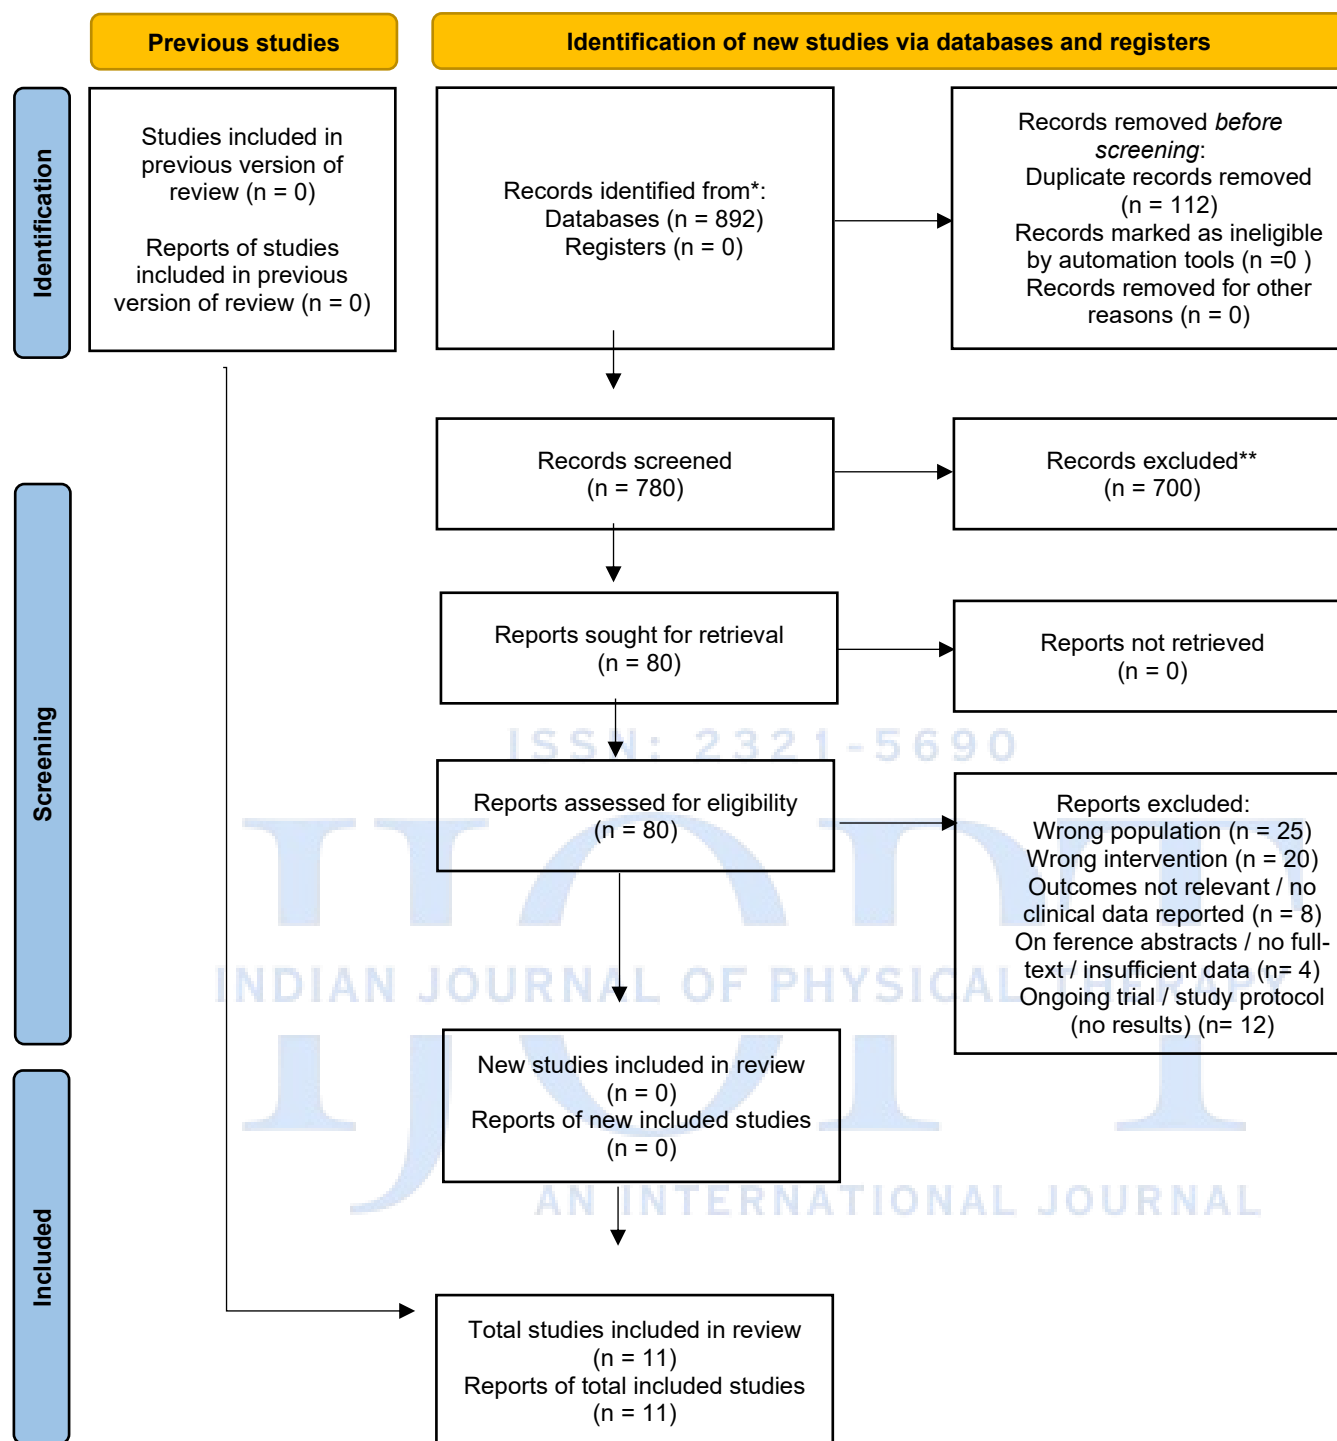 Previous studies
Identification of new studies via databases and registers
Identification
Studies included in
previous version of
review (n = 0)
Reports of studies
included in previous
version of review (n = 0)
Records identified from*:
Databases (n = 892)
Registers (n = 0)
Records removed before
screening:
Duplicate records removed
(n = 112)
Records marked as ineligible
by automation tools (n =0 )
Records removed for other
reasons (n = 0)
Screening
Records screened
(n = 780)
Records excluded**
(n = 700)
Reports sought for retrieval
(n = 80)
Reports not retrieved
(n = 0)
ISSN: 2321-5690
Reports assessed for eligibility
(n = 80)
Reports excluded:
Wrong population (n = 25)
Wrong intervention (n = 20)
Outcomes not relevant / no
clinical data reported (n = 8)
On ference abstracts / no full-
text / insufficient data (n= 4)
Ongoing trial / study protocol
(no results) (n= 12)
IJOPT
INDIAN JOURNAL OF PHYSICAL THERAPY
New studies included in review
(n = 0)
Reports of new included studies
(n = 0)
AN INTERNATIONAL JOURNAL
Included
Total studies included in review
(n = 11)
Reports of total included studies
(n = 11)